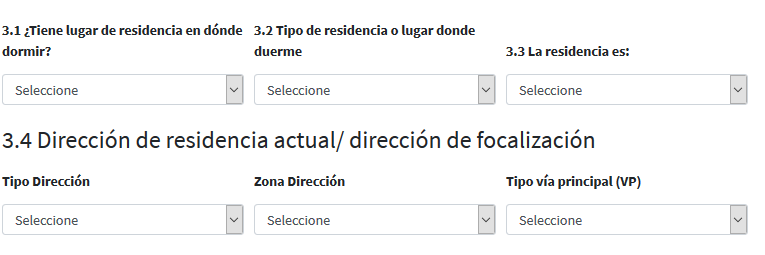 3.1 ¿Tiene lugar de residencia en dónde dormir?
3.2 Tipo de residencia o lugar donde duerme
3.3 La residencia es:
Seleccione
Seleccione
Seleccione
3.4 Dirección de residencia actual/ dirección de focalización
Tipo Dirección
Zona Dirección
Tipo vía principal (VP)
Seleccione
Seleccione
Seleccione